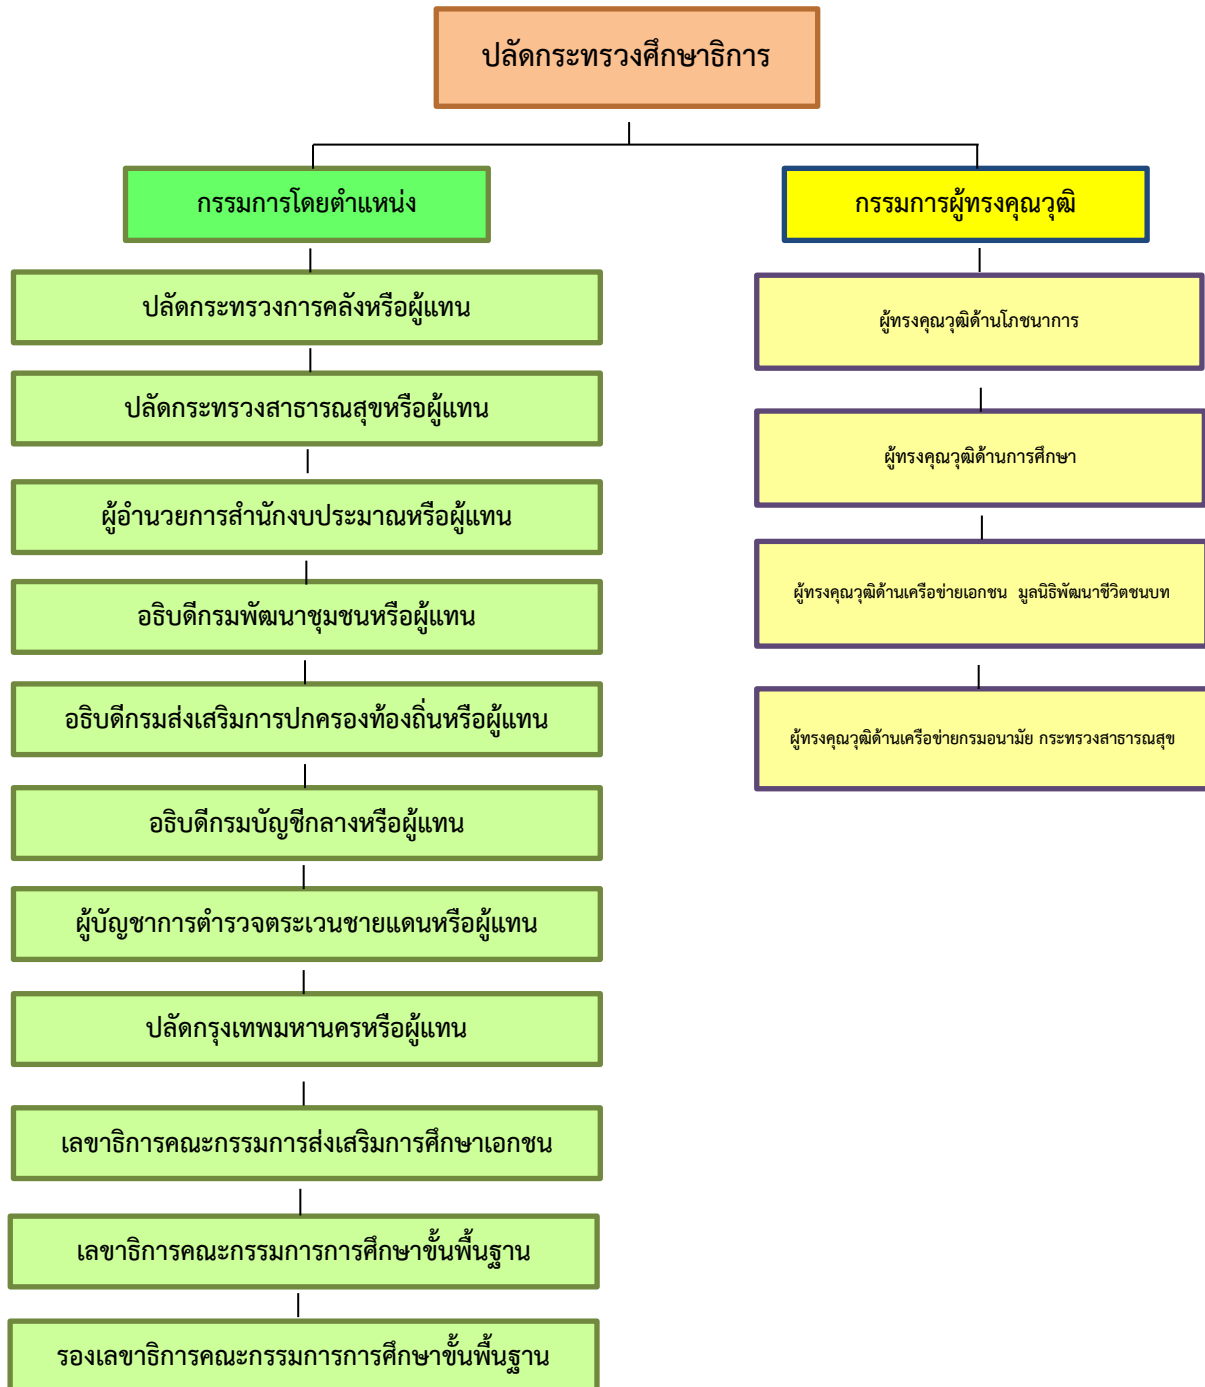 ปลัดกระทรวงศึกษาธิการ
กรรมการโดยตำแหน่ง
ปลัดกระทรวงการคลังหรือผู้แทน
ปลัดกระทรวงสาธารณสุขหรือผู้แทน
ผู้อำนวยการสำนักงบประมาณหรือผู้แทน
อธิบดีกรมพัฒนาชุมชนหรือผู้แทน
อธิบดีกรมส่งเสริมการปกครองท้องถิ่นหรือผู้แทน
อธิบดีกรมบัญชีกลางหรือผู้แทน
ผู้บัญชาการตำรวจตระเวนชายแดนหรือผู้แทน
ปลัดกรุงเทพมหานครหรือผู้แทน
เลขาธิการคณะกรรมการส่งเสริมการศึกษาเอกชน
เลขาธิการคณะกรรมการการศึกษาขั้นพื้นฐาน
รองเลขาธิการคณะกรรมการการศึกษาขั้นพื้นฐาน
กรรมการผู้ทรงคุณวุฒิ
ผู้ทรงคุณวุฒิด้านโภชนาการ
ผู้ทรงคุณวุฒิด้านการศึกษา
ผู้ทรงคุณวุฒิด้านเครือข่ายเอกชน มูลนิธิพัฒนาชีวิตชนบท
ผู้ทรงคุณวุฒิด้านเครือข่ายกรมอนามัย กระทรวงสาธารณสุข